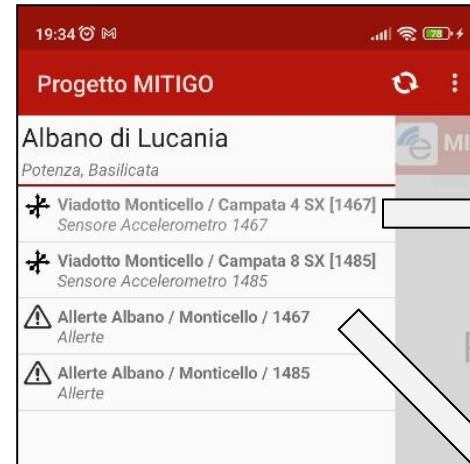 19:34
78
Progetto MITIGO
Albano di Lucania
MI
Potenza, Basilicata
Viadotto Monticello / Campata 4 SX [1467]
Sensore Accelerometro 1467
Viadotto Monticello / Campata 8 SX [1485]
Sensore Accelerometro 1485
Allerte Albano / Monticello / 1467
Allerte
Allerte Albano / Monticello / 1485
Allerte